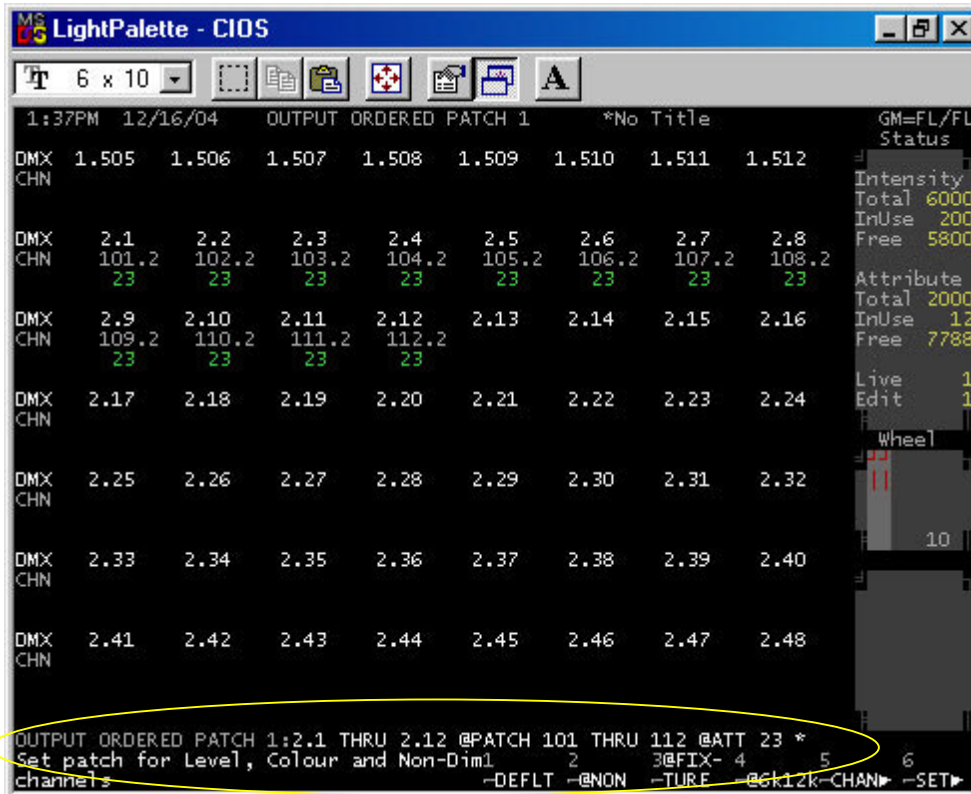 LightPalette - CIOS
6 x 10
1:37PM 12/16/04 OUTPUT ORDERED PATCH 1 *No Title GM=FL/FL
Status
DMX 1.505 1.506 1.507 1.508 1.509 1.510 1.511 1.512
CHN
Intensity
Total 6000
InUse 200
Free 5800
DMX 2.1 2.2 2.3 2.4 2.5 2.6 2.7 2.8
CHN 101.2 102.2 103.2 104.2 105.2 106.2 107.2 108.2
23 23 23 23 23 23 23 23
Attribute
Total 2000
InUse 12
Free 7788
DMX 2.9 2.10 2.11 2.12 2.13 2.14 2.15 2.16
CHN 109.2 110.2 111.2 112.2
23 23 23 23
Live 1
Edit 1
DMX 2.17 2.18 2.19 2.20 2.21 2.22 2.23 2.24
CHN
Wheel
DMX 2.25 2.26 2.27 2.28 2.29 2.30 2.31 2.32
CHN
10
DMX 2.33 2.34 2.35 2.36 2.37 2.38 2.39 2.40
CHN
DMX 2.41 2.42 2.43 2.44 2.45 2.46 2.47 2.48
CHN
OUTPUT ORDERED PATCH 1:2.1 THRU 2.12 @PATCH 101 THRU 112 @ATT 23 *
Set patch for Level, Colour and Non-Dim1 2 3@FIX- 4 5 6
channels DEFLT @NON TURE @6k12k CHAN SET